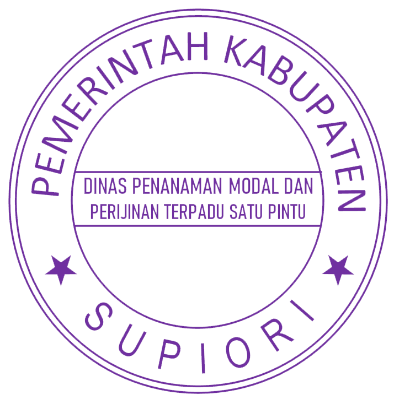 PEMERINTAH KABUPATEN
DINAS PENANAMAN MODAL DAN
PERIJINAN TERPADU SATU PINTU
SUPIORI